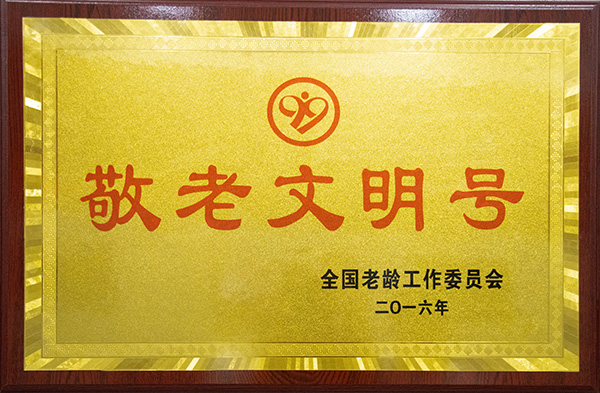 敬老文明号
全国老龄工作委员会
二〇一六年